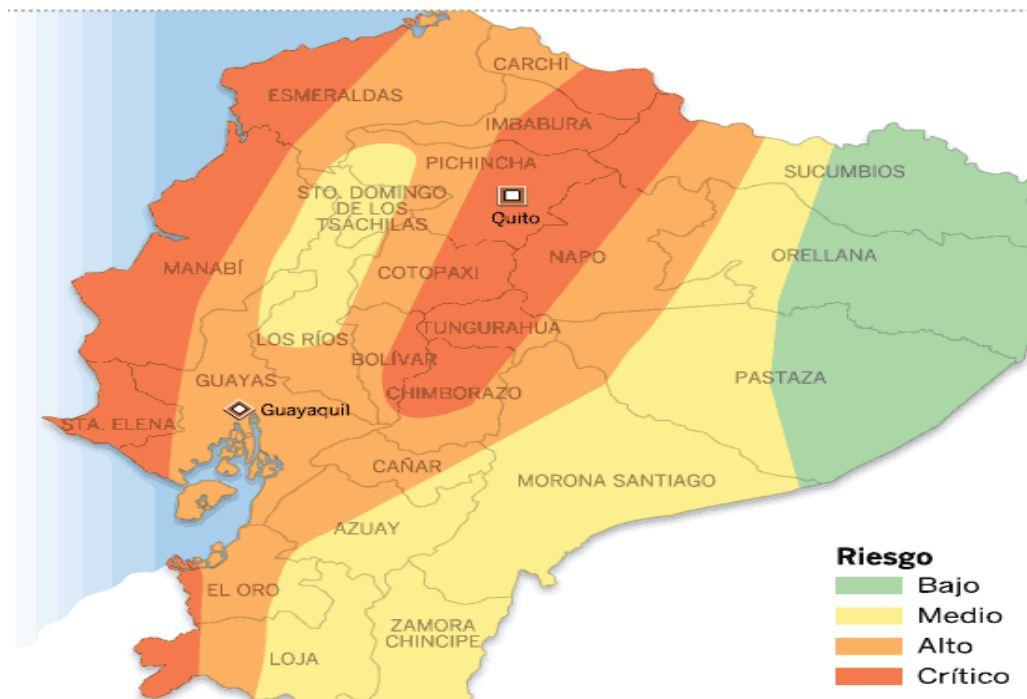 CARCHI
ESMERALDAS
IMBABURA
PICHINCHA
SUCUMBIOS
STO. DOMINGO
DE LOS
TSÁCHILAS
Quito
MANABÍ
COTOPAXI
NAPO
ORELLANA
LOS RÍOS
TUNGURAHUA
BOLÍVAR
GUAYAS
PASTAZA
CHIMBORAZO
Guayaquil
STA. ELENA
CAÑAR
MORONA SANTIAGO
AZUAY
EL ORO
ZAMORA
CHINCIPE
LOJA
Riesgo
Bajo
Medio
Alto
Crítico